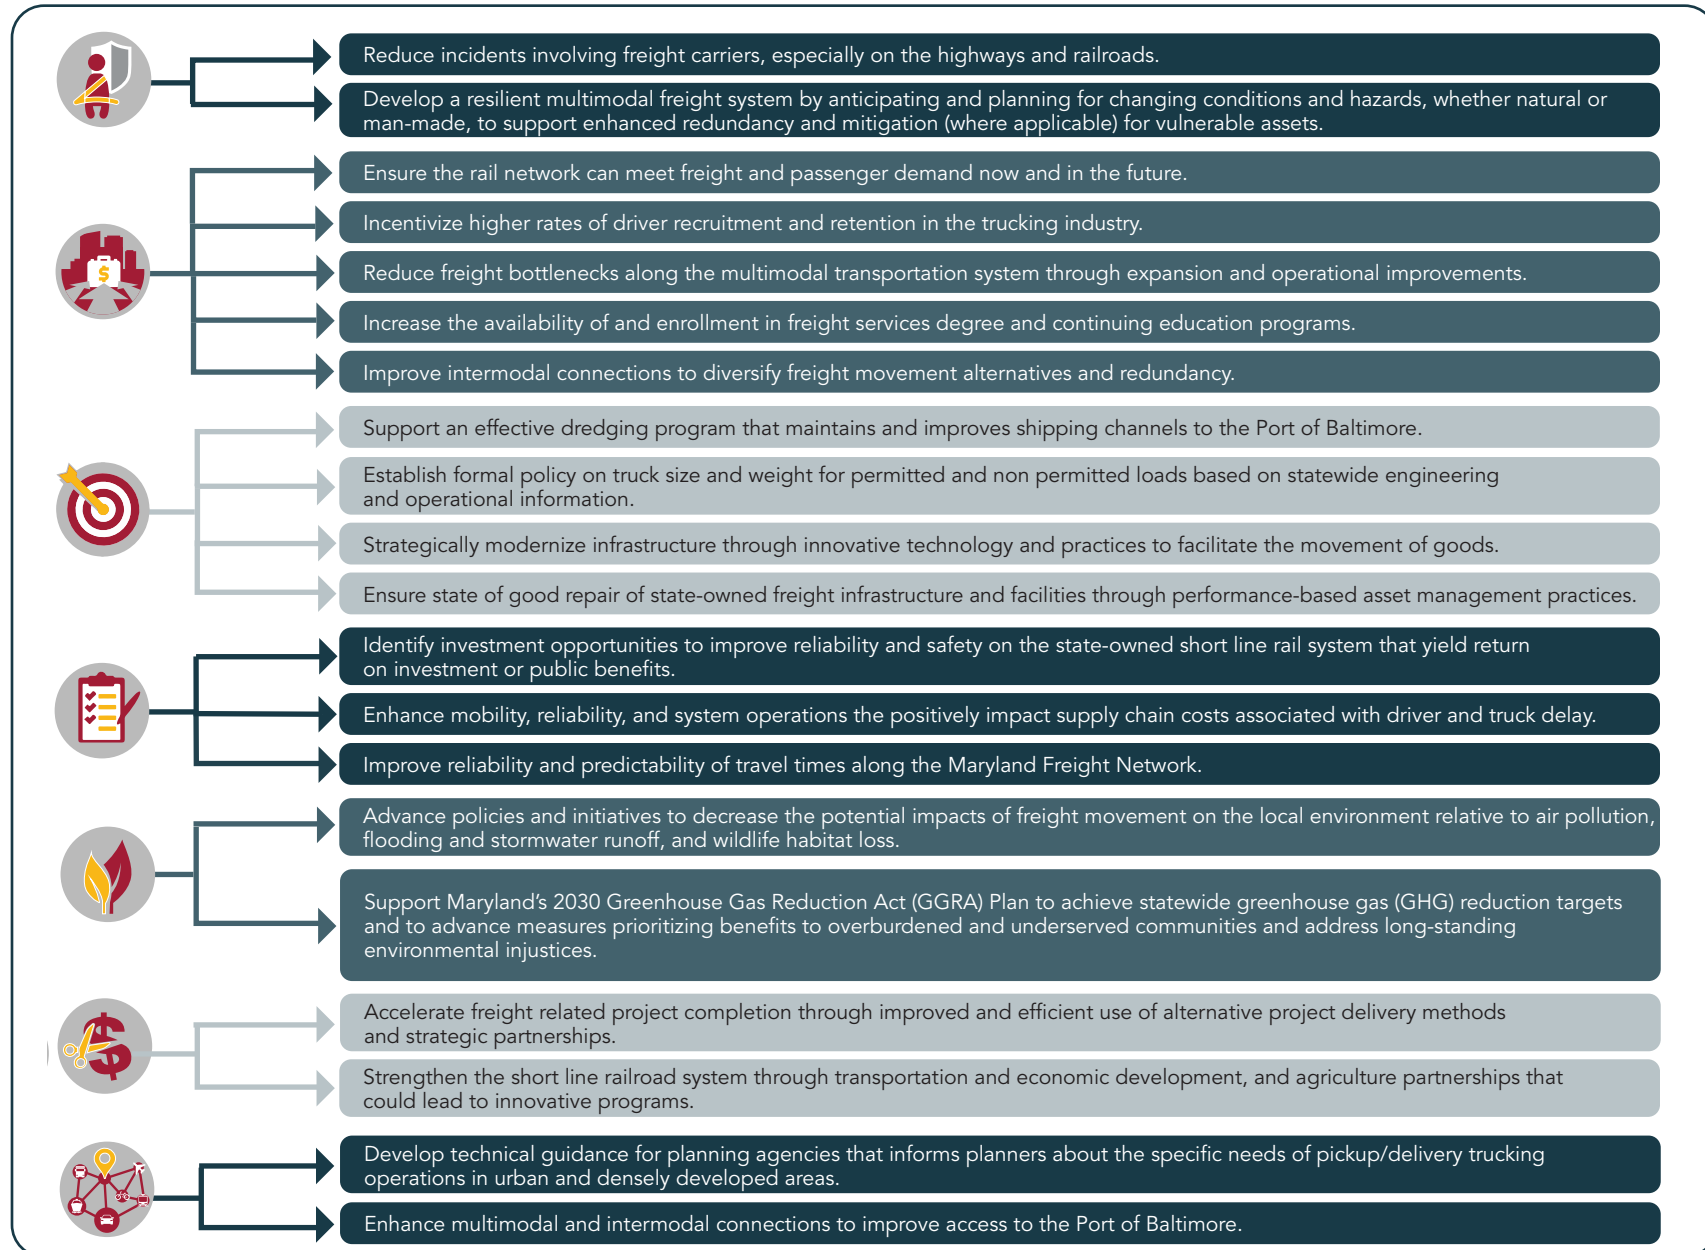 Reduce incidents involving freight carriers, especially on the highways and railroads.
Develop a resilient multimodal freight system by anticipating and planning for changing conditions and hazards, whether natural or
man-made, to support enhanced redundancy and mitigation (where applicable) for vulnerable assets.
Ensure the rail network can meet freight and passenger demand now and in the future.
Incentivize higher rates of driver recruitment and retention in the trucking industry.
Reduce freight bottlenecks along the multimodal transportation system through expansion and operational improvements.
Increase the availability of and enrollment in freight services degree and continuing education programs.
Improve intermodal connections to diversify freight movement alternatives and redundancy.
Support an effective dredging program that maintains and improves shipping channels to the Port of Baltimore.
Establish formal policy on truck size and weight for permitted and non permitted loads based on statewide engineering
and operational information.
Strategically modernize infrastructure through innovative technology and practices to facilitate the movement of goods.
Ensure state of good repair of state-owned freight infrastructure and facilities through performance-based asset management practices.
Identify investment opportunities to improve reliability and safety on the state-owned short line rail system that yield return
on investment or public benefits.
Enhance mobility, reliability, and system operations the positively impact supply chain costs associated with driver and truck delay.
Improve reliability and predictability of travel times along the Maryland Freight Network.
Advance policies and initiatives to decrease the potential impacts of freight movement on the local environment relative to air pollution,
flooding and stormwater runoff, and wildlife habitat loss.
Support Maryland's 2030 Greenhouse Gas Reduction Act (GGRA) Plan to achieve statewide greenhouse gas (GHG) reduction targets
and to advance measures prioritizing benefits to overburdened and underserved communities and address long-standing
environmental injustices.
Accelerate freight related project completion through improved and efficient use of alternative project delivery methods
and strategic partnerships.
Strengthen the short line railroad system through transportation and economic development, and agriculture partnerships that
could lead to innovative programs.
Develop technical guidance for planning agencies that informs planners about the specific needs of pickup/delivery trucking
operations in urban and densely developed areas.
Enhance multimodal and intermodal connections to improve access to the Port of Baltimore.